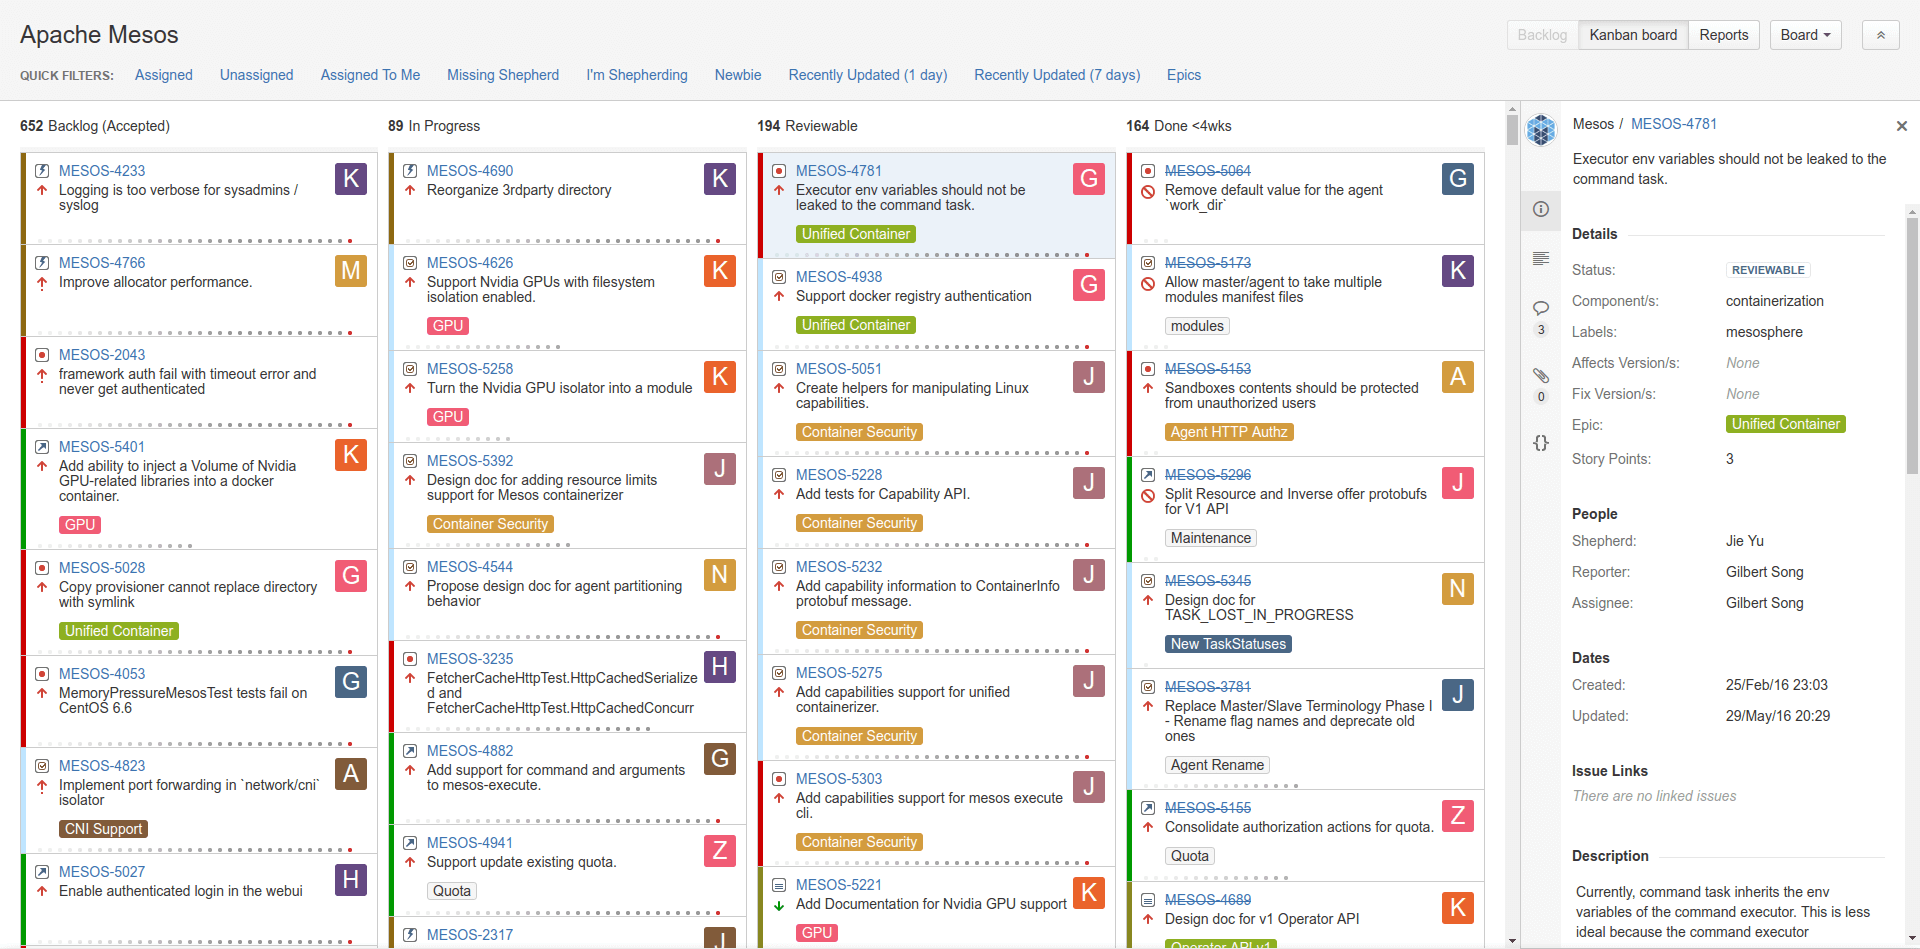 Apache Mesos
Backlog Kanban board Reports Board
QUICK FILTERS: Assigned Unassigned Assigned To Me Missing Shepherd I'm Shepherding Newbie Recently Updated (1 day) Recently Updated (7 days) Epics
652 Backlog (Accepted)
MESOS-4233
K
Logging is too verbose for sysadmins /
syslog
MESOS-4766
M
Improve allocator performance.
MESOS-2043
framework auth fail with timeout error and
never get authenticated
MESOS-5401
K
Add ability to inject a Volume of Nvidia
GPU-related libraries into a docker
container.
GPU
MESOS-5028
G
Copy provisioner cannot replace directory
with symlink
Unified Container
MESOS-4053
G
MemoryPressureMesosTest tests fail on
CentOS 6.6
MESOS-4823
A
Implement port forwarding in `network/cni`
isolator
CNI Support
MESOS-5027
H
Enable authenticated login in the webui
89 In Progress
MESOS-4690
K
Reorganize 3rdparty directory
MESOS-4626
K
Support Nvidia GPUs with filesystem
isolation enabled.
GPU
MESOS-5258
K
Turn the Nvidia GPU isolator into a module
GPU
MESOS-5392
J
Design doc for adding resource limits
support for Mesos containerizer
Container Security
MESOS-4544
N
Propose design doc for agent partitioning
behavior
MESOS-3235
H
FetcherCacheHttpTest.HttpCachedSerialize
d and
FetcherCacheHttpTest.HttpCachedConcurr
MESOS-4882
G
Add support for command and arguments
to mesos-execute.
MESOS-4941
Z
Support update existing quota.
Quota
MESOS-2317
J
194 Reviewable
MESOS-4781
G
Executor env variables should not be
leaked to the command task.
Unified Container
MESOS-4938
G
Support docker registry authentication
Unified Container
MESOS-5051
J
Create helpers for manipulating Linux
capabilities.
Container Security
MESOS-5228
J
Add tests for Capability API.
Container Security
MESOS-5232
J
Add capability information to ContainerInfo
protobuf message.
Container Security
MESOS-5275
J
Add capabilities support for unified
containerizer.
Container Security
MESOS-5303
J
Add capabilities support for mesos execute
cli.
Container Security
MESOS-5221
K
Add Documentation for Nvidia GPU support
GPU
164 Done <4wks
MESOS-5064
G
Remove default value for the agent
`work_dir`
MESOS-5173
K
Allow master/agent to take multiple
modules manifest files
modules
MESOS-5153
A
Sandboxes contents should be protected
from unauthorized users
Agent HTTP Authz
MESOS-5296
J
Split Resource and Inverse offer protobufs
for V1 API
Maintenance
MESOS-5345
N
Design doc for
TASK_LOST_IN_PROGRESS
New TaskStatuses
MESOS-3781
J
Replace Master/Slave Terminology Phase I
- Rename flag names and deprecate old
ones
Agent Rename
MESOS-5155
Z
Consolidate authorization actions for quota.
Quota
MESOS-4689
K
Design doc for v1 Operator API
Operator API v1
3
0
Mesos / MESOS-4781
Executor env variables should not be leaked to the
command task.
Details
Status: REVIEWABLE
Component/s: containerization
Labels: mesosphere
Affects Version/s: None
Fix Version/s: None
Epic: Unified Container
Story Points: 3
People
Shepherd: Jie Yu
Reporter: Gilbert Song
Assignee: Gilbert Song
Dates
Created: 25/Feb/16 23:03
Updated: 29/May/16 20:29
Issue Links
There are no linked issues
Description
Currently, command task inherits the env
variables of the command executor. This is less
ideal because the command executor